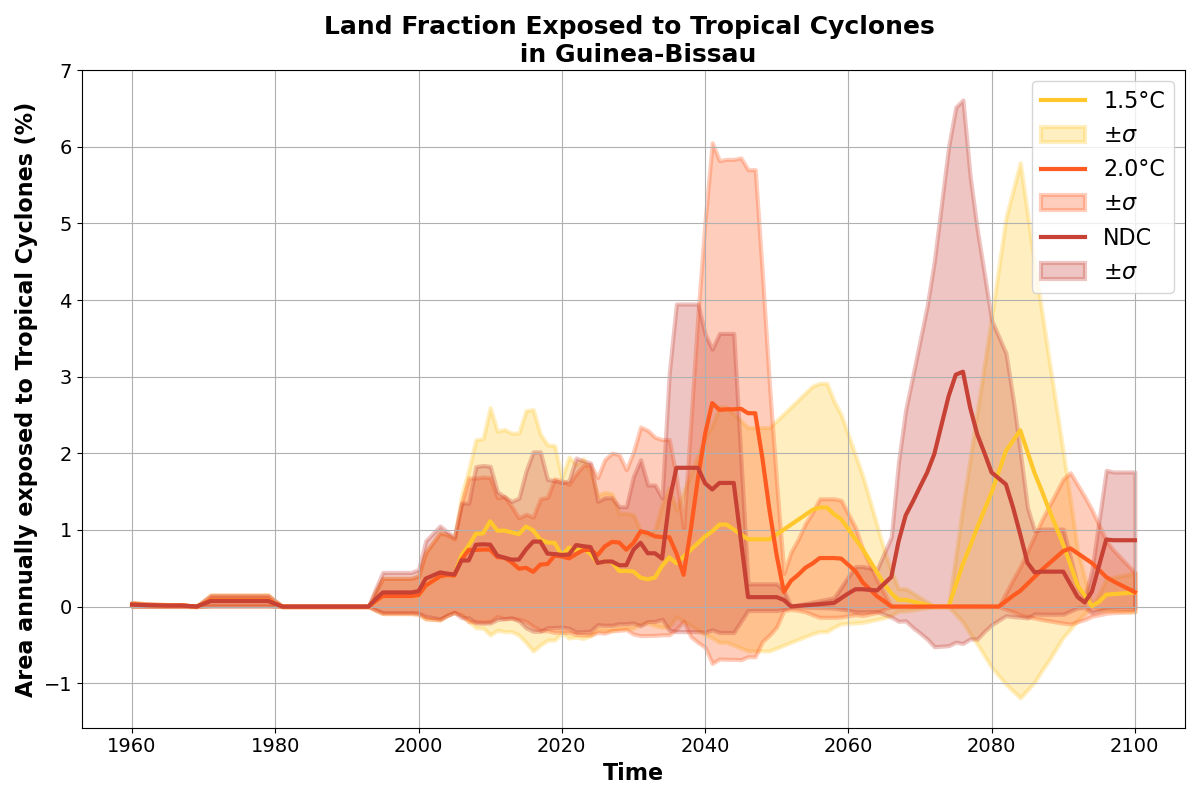 Land Fraction Exposed to Tropical Cyclones
in Guinea-Bissau
Area annually exposed to Tropical Cyclones (%)
7
6
5
4
3
2
1
0
−1
1960
1980
2000
2020
2040
2060
2080
2100
Time
1.5°C
±σ
2.0°C
±σ
NDC
±σ